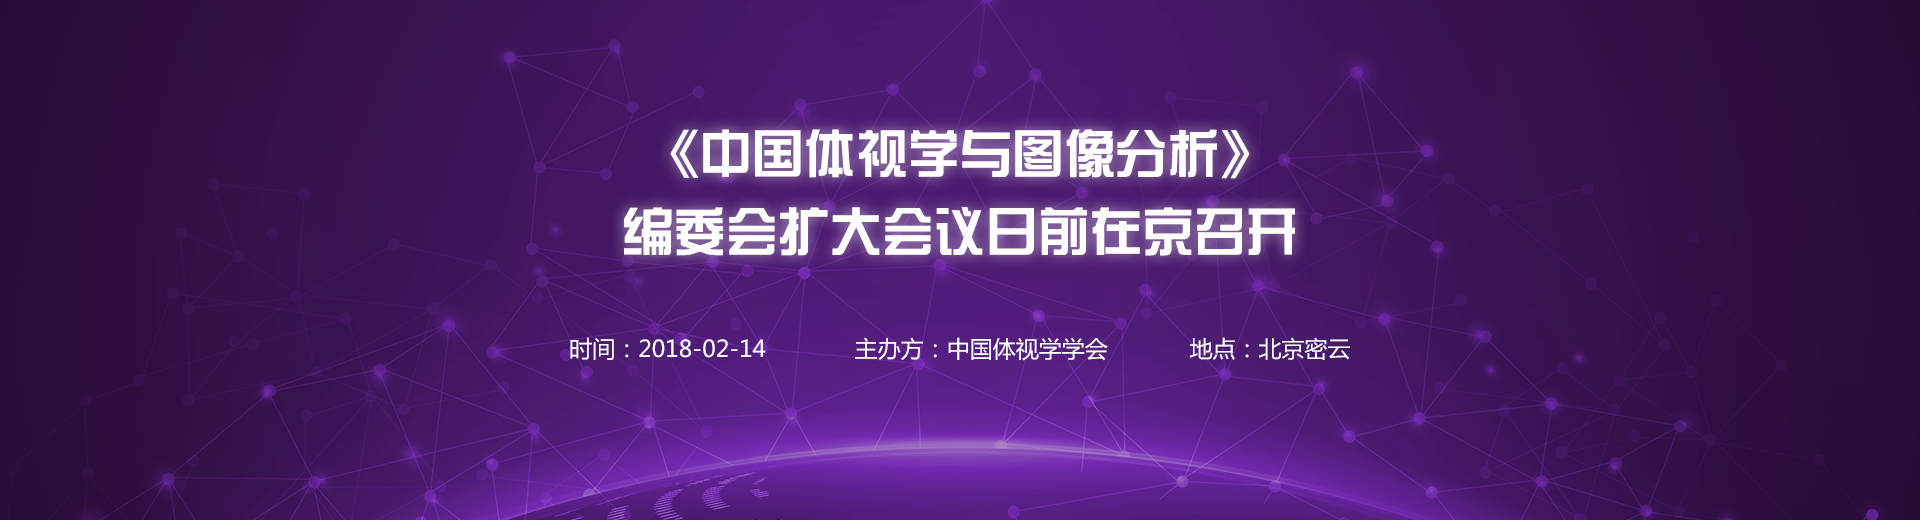 《中国体视学与图像分析》
编委会扩大会议日前在京召开
时间：2018-02-14 主办方：中国体视学学会 地点：北京密云